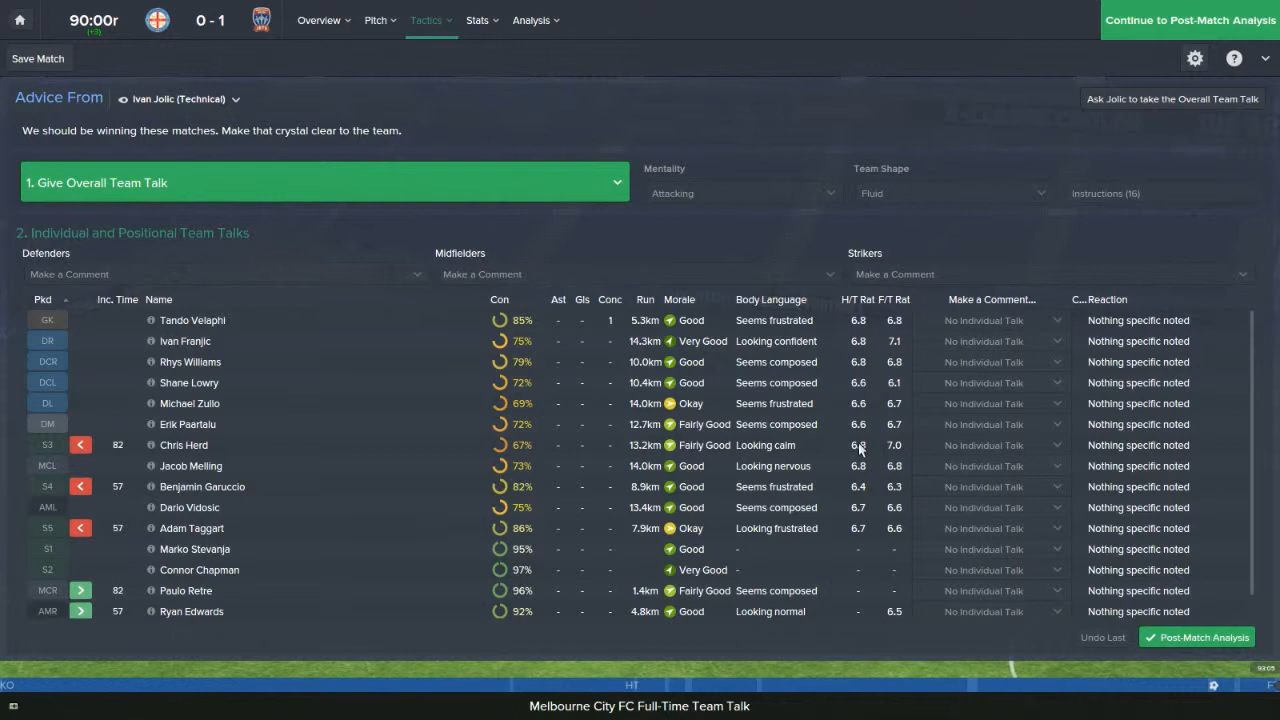 90:00r
(+3)
0 - 1
Overview
Pitch
Tactics
Stats
Analysis
Continue to Post-Match Analysis
Save Match
?
Advice From
Ivan Jolic (Technical)
Ask Jolic to take the Overall Team Talk
We should be winning these matches. Make that crystal clear to the team.
1. Give Overall Team Talk
Mentality
Attacking
Team Shape
Fluid
Instructions (16)
2. Individual and Positional Team Talks
Defenders
Make a Comment
Midfielders
Make a Comment
Strikers
Make a Comment
Pkd Inc. Time Name Con Ast Gls Conc Run Morale Body Language H/T Rat F/T Rat Make a Comment... C... Reaction
GK Tando Velaphi 85% - - 1 5.3km Good Seems frustrated 6.8 6.8 No Individual Talk Nothing specific noted
DR Ivan Franjic 75% - - - 14.3km Very Good Looking confident 6.8 7.1 No Individual Talk Nothing specific noted
DCR Rhys Williams 79% - - - 10.0km Good Seems composed 6.8 6.8 No Individual Talk Nothing specific noted
DCL Shane Lowry 72% - - - 10.4km Good Seems composed 6.6 6.1 No Individual Talk Nothing specific noted
DL Michael Zullo 69% - - - 14.0km Okay Seems frustrated 6.6 6.7 No Individual Talk Nothing specific noted
DM Erik Paartalu 72% - - - 12.7km Fairly Good Seems composed 6.6 6.7 No Individual Talk Nothing specific noted
S3 82 Chris Herd 67% - - - 13.2km Fairly Good Looking calm 7.0 No Individual Talk Nothing specific noted
MCL Jacob Melling 73% - - - 14.0km Good Looking nervous 6.8 6.8 No Individual Talk Nothing specific noted
S4 57 Benjamin Garuccio 82% - - - 8.9km Good Seems frustrated 6.4 6.3 No Individual Talk Nothing specific noted
AML Dario Vidosic 75% - - - 13.4km Good Seems composed 6.7 6.6 No Individual Talk Nothing specific noted
S5 57 Adam Taggart 86% - - - 7.9km Okay Looking frustrated 6.7 6.6 No Individual Talk Nothing specific noted
S1 Marko Stevanja 95% - - - Good - - - No Individual Talk Nothing specific noted
S2 Connor Chapman 97% - - - Very Good - - - No Individual Talk Nothing specific noted
MCR 82 Paulo Retre 96% - - - 1.4km Fairly Good Seems composed - - No Individual Talk Nothing specific noted
AMR 57 Ryan Edwards 92% - - - 4.8km Good Looking normal - 6.5 No Individual Talk Nothing specific noted
Undo Last
Post-Match Analysis
93:05
KO
HT
F
Melbourne City FC Full-Time Team Talk